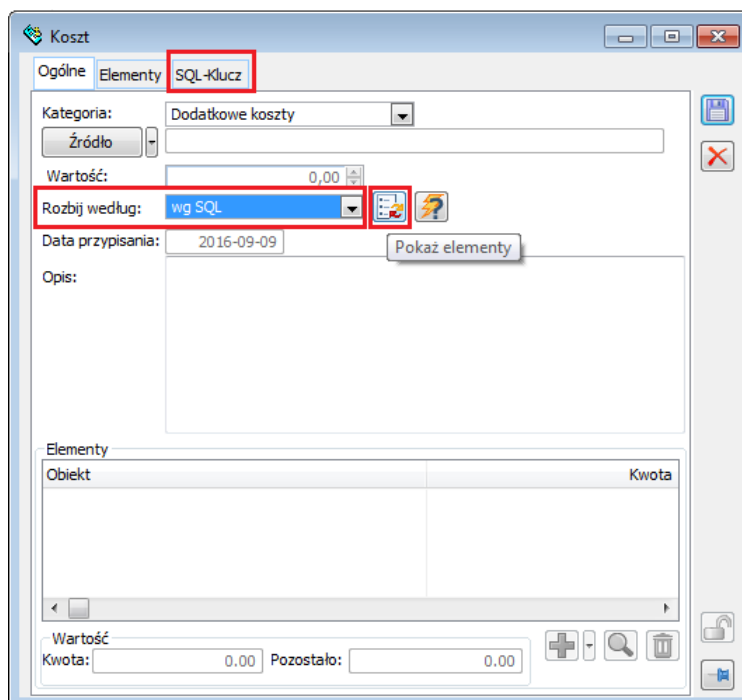 Koszt
Ogólne Elementy SQL-Klucz
Kategoria: Dodatkowe koszty
Źródło
Wartość: 0,00
Rozbij według: wg SQL
Data przypisania: 2016-09-09
Pokaż elementy
Opis:
Elementy
Obiekt Kwota
Wartość
Kwota: 0.00 Pozostało: 0.00